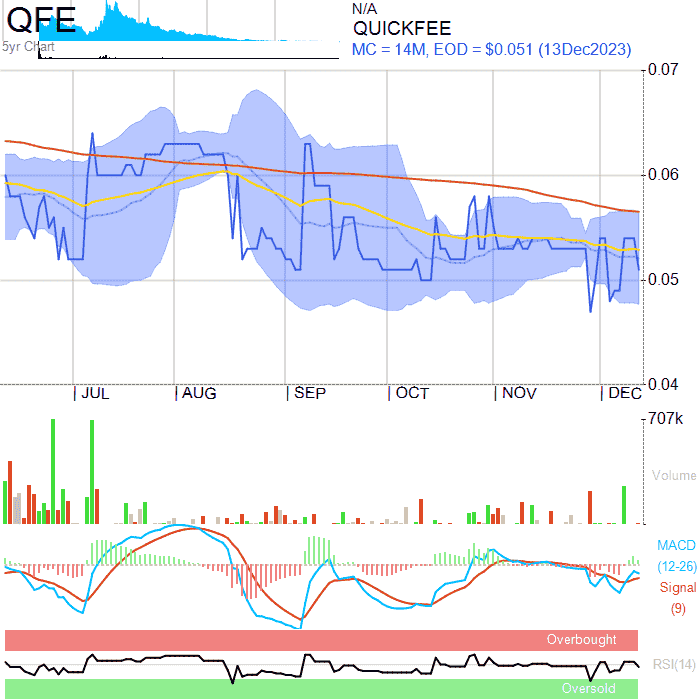 QFE
5yr Chart
N/A
QUICKFEE
MC = 14M, EOD = $0.051 (13Dec2023)
0.07
0.06
0.05
0.04
JUL AUG SEP OCT NOV DEC
707k
Volume
MACD
(12-26)
Signal
(9)
Overbought
RSI(14)
Oversold